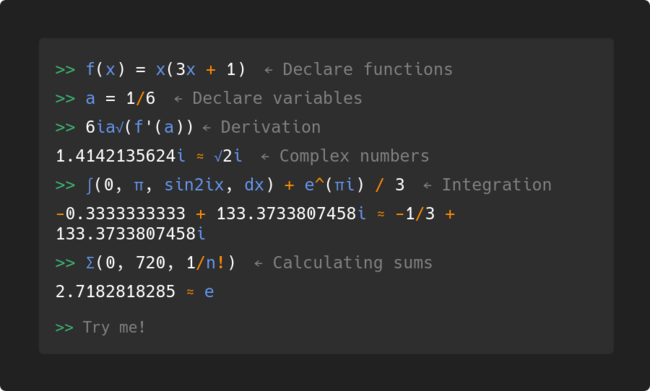 >> f(x) = x(3x + 1) ← Declare functions
>> a = 1/6 ← Declare variables
>> 6ia√(f'(a)) ← Derivation
1.4142135624i ≈ √2i ← Complex numbers
>> ∫(0, π, sin2ix, dx) + e^(πi) / 3 ← Integration
-0.3333333333 + 133.3733807458i ≈ -1/3 +
133.3733807458i
>> Σ(0, 720, 1/n!) ← Calculating sums
2.7182818285 ≈ e
>> Try me!